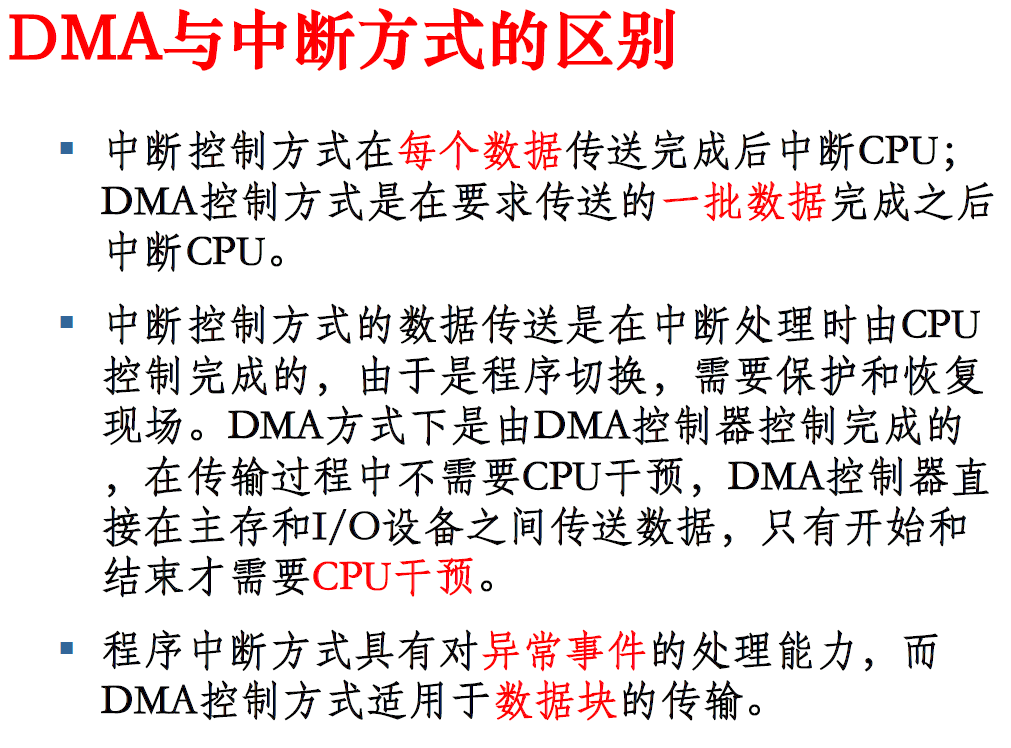 DMA与中断方式的区别
▪ 中断控制方式在每个数据传送完成后中断CPU；
DMA控制方式是在要求传送的一批数据完成之后
中断CPU。
▪ 中断控制方式的数据传送是在中断处理时由CPU
控制完成的，由于是程序切换，需要保护和恢复
现场。DMA方式下是由DMA控制器控制完成的
，在传输过程中不需要CPU干预，DMA控制器直
接在主存和I/O设备之间传送数据，只有开始和
结束才需要CPU干预。
▪ 程序中断方式具有对异常事件的处理能力，而
DMA控制方式适用于数据块的传输。